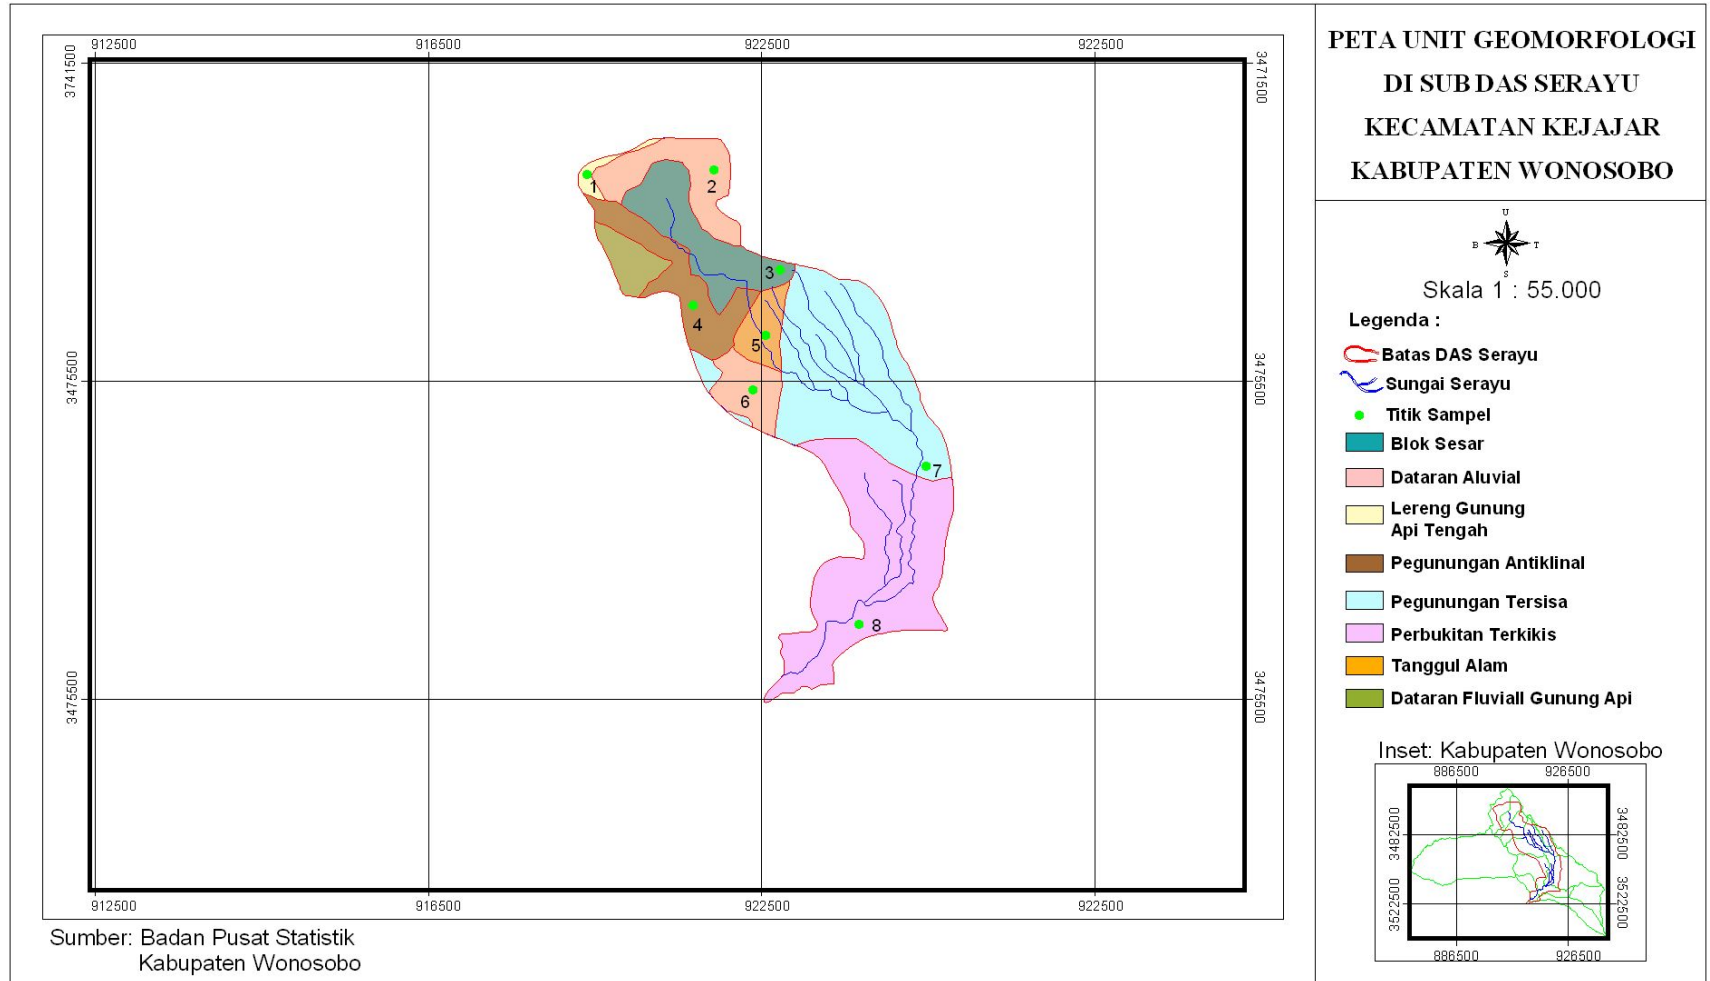 912500
916500
922500
922500
3741500
3471500
3475500
3475500
3475500
3475500
912500
916500
922500
922500
1
2
3
4
5
6
7
8
Sumber: Badan Pusat Statistik
Kabupaten Wonosobo
PETA UNIT GEOMORFOLOGI
DI SUB DAS SERAYU
KECAMATAN KEJAJAR
KABUPATEN WONOSOBO
U
B T
S
Skala 1 : 55.000
Legenda :
Batas DAS Serayu
Sungai Serayu
Titik Sampel
Blok Sesar
Dataran Aluvial
Lereng Gunung
Api Tengah
Pegunungan Antiklinal
Pegunungan Tersisa
Perbukitan Terkikis
Tanggul Alam
Dataran Fluviall Gunung Api
Inset: Kabupaten Wonosobo
886500
926500
3482500
3482500
3522500
3522500
886500
926500